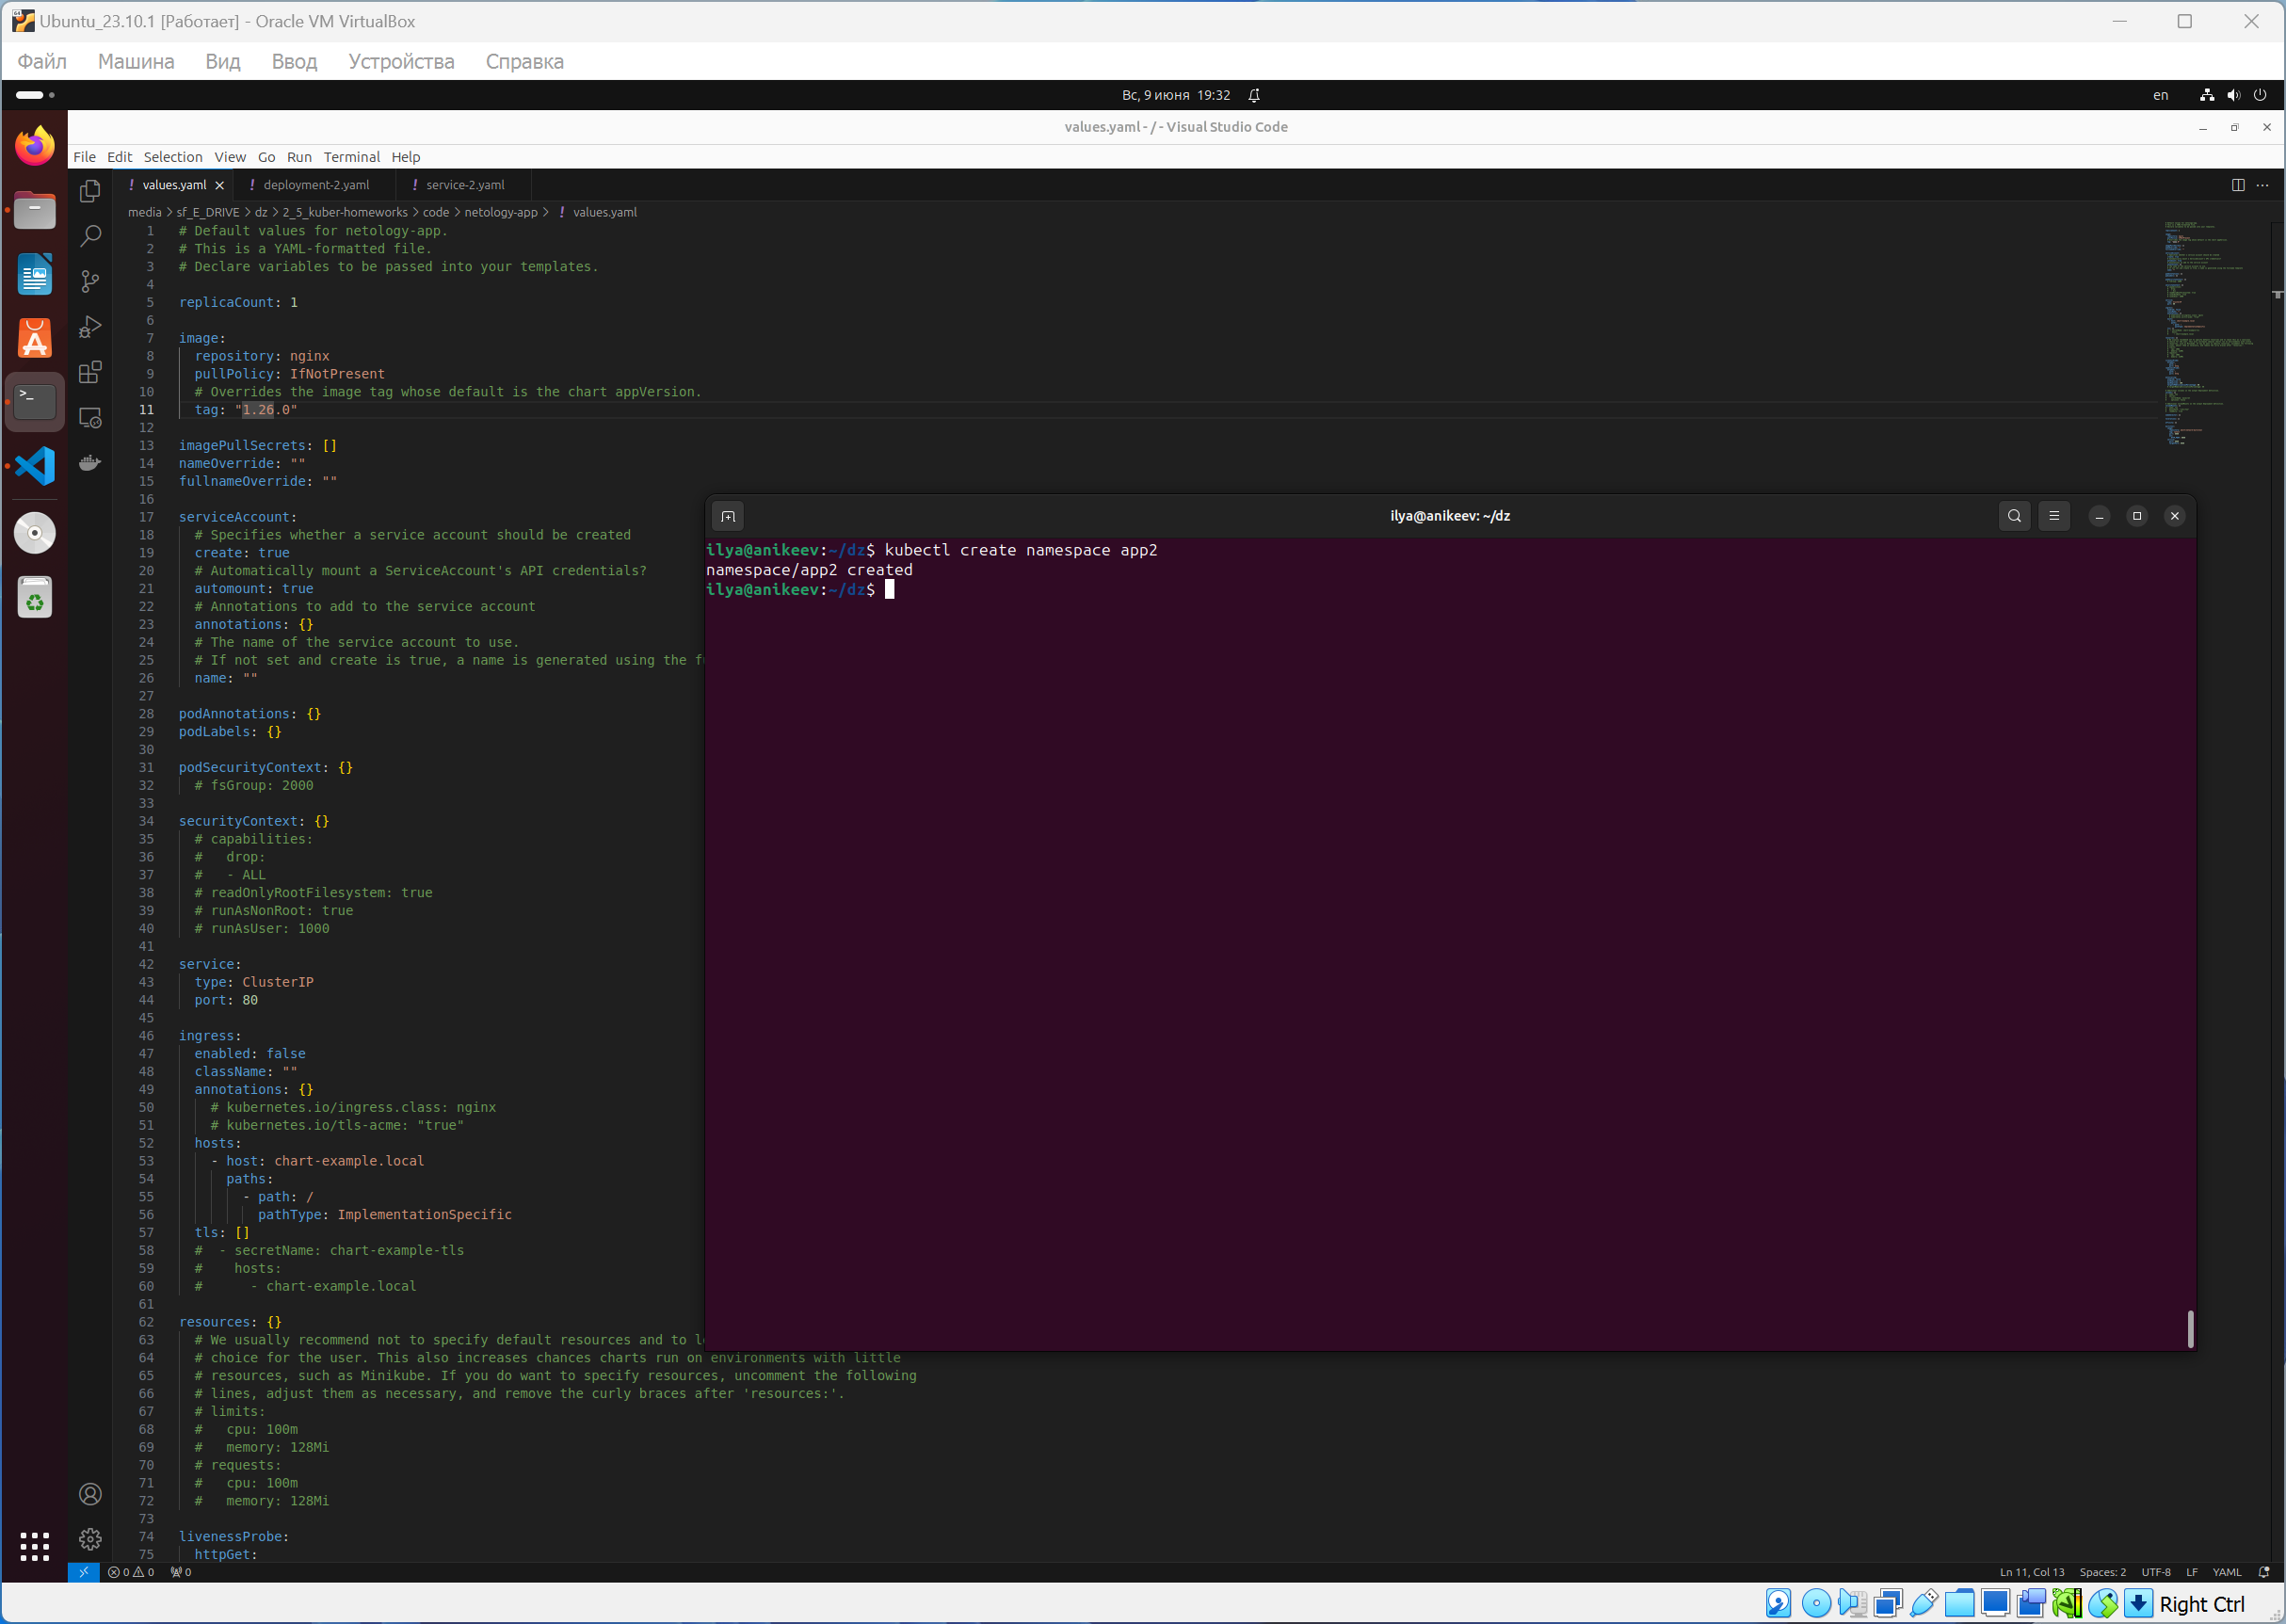 Ubuntu_23.10.1 [Работает] - Oracle VM VirtualBox
Файл Машина Вид Ввод Устройства Справка
Вс, 9 июня 19:32
en
values.yaml - / - Visual Studio Code
File Edit Selection View Go Run Terminal Help
! values.yaml ! deployment-2.yaml ! service-2.yaml
media > sf_E_DRIVE > dz > 2_5_kuber-homeworks > code > netology-app > ! values.yaml
1 # Default values for netology-app.
2 # This is a YAML-formatted file.
3 # Declare variables to be passed into your templates.
4
5 replicaCount: 1
6
7 image:
8 repository: nginx
9 pullPolicy: IfNotPresent
10 # Overrides the image tag whose default is the chart appVersion.
11 tag: "1.26.0"
12
13 imagePullSecrets: []
14 nameOverride: ""
15 fullnameOverride: ""
16
17 serviceAccount:
18 # Specifies whether a service account should be created
19 create: true
20 # Automatically mount a ServiceAccount's API credentials?
21 automount: true
22 # Annotations to add to the service account
23 annotations: {}
24 # The name of the service account to use.
25 # If not set and create is true, a name is generated using the
26 name: ""
27
28 podAnnotations: {}
29 podLabels: {}
30
31 podSecurityContext: {}
32 # fsGroup: 2000
33
34 securityContext: {}
35 # capabilities:
36 # drop:
37 # - ALL
38 # readOnlyRootFilesystem: true
39 # runAsNonRoot: true
40 # runAsUser: 1000
41
42 service:
43 type: ClusterIP
44 port: 80
45
46 ingress:
47 enabled: false
48 className: ""
49 annotations: {}
50 # kubernetes.io/ingress.class: nginx
51 # kubernetes.io/tls-acme: "true"
52 hosts:
53 - host: chart-example.local
54 paths:
55 - path: /
56 pathType: ImplementationSpecific
57 tls: []
58 # - secretName: chart-example-tls
59 # hosts:
60 # - chart-example.local
61
62 resources: {}
63 # We usually recommend not to specify default resources and to
64 # choice for the user. This also increases chances charts run on environments with little
65 # resources, such as Minikube. If you do want to specify resources, uncomment the following
66 # lines, adjust them as necessary, and remove the curly braces after 'resources:'.
67 # limits:
68 # cpu: 100m
69 # memory: 128Mi
70 # requests:
71 # cpu: 100m
72 # memory: 128Mi
73
74 livenessProbe:
75 httpGet:
ilya@anikeev: ~/dz
ilya@anikeev:~/dz$ kubectl create namespace app2
namespace/app2 created
ilya@anikeev:~/dz$
0 0 0
Ln 11, Col 13 Spaces: 2 UTF-8 LF YAML
Right Ctrl